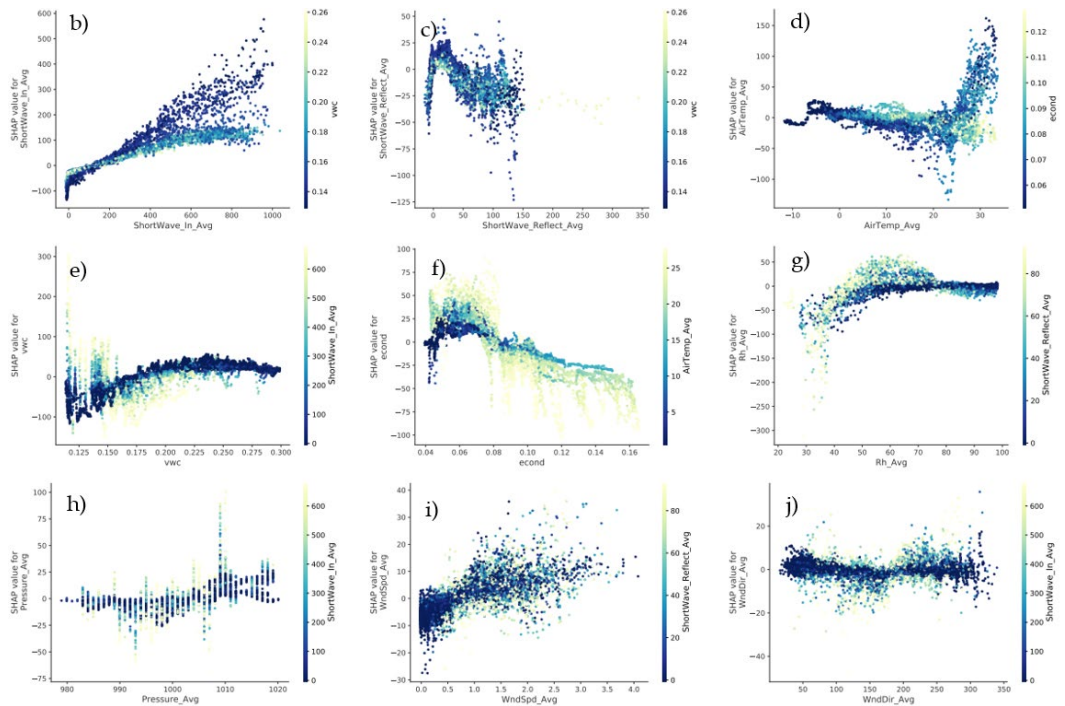 b)
600
500
400
300
200
100
0
−100
SHAP value for
ShortWave_In_Avg
0 200 400 600 800 1000
ShortWave_In_Avg
0.26
0.24
0.22
0.20
0.18
0.16
0.14
vwc
c)
50
25
0
−25
−50
−75
−100
−125
SHAP value for
ShortWave_Reflect_Avg
0 50 100 150 200 250 300 350
ShortWave_Reflect_Avg
0.26
0.24
0.22
0.20
0.18
0.16
0.14
vwc
d)
150
100
50
0
−50
−100
SHAP value for
AirTemp_Avg
−10 0 10 20 30
AirTemp_Avg
0.12
0.11
0.10
0.09
0.08
0.07
0.06
econd
e)
300
200
100
0
−100
SHAP value for
vwc
0.125 0.150 0.175 0.200 0.225 0.250 0.275 0.300
vwc
600
500
400
300
200
100
0
ShortWave_In_Avg
f)
100
75
50
25
0
−25
−50
−75
−100
SHAP value for
econd
0.04 0.06 0.08 0.10 0.12 0.14 0.16
econd
25
20
15
10
5
AirTemp_Avg
g)
50
0
−50
−100
−150
−200
−250
−300
SHAP value for
Rh_Avg
20 30 40 50 60 70 80 90 100
Rh_Avg
80
60
40
20
0
ShortWave_Reflect_Avg
h)
100
75
50
25
0
−25
−50
−75
SHAP value for
Pressure_Avg
980 990 1000 1010 1020
Pressure_Avg
600
500
400
300
200
100
0
ShortWave_In_Avg
i)
40
30
20
10
0
−10
−20
−30
SHAP value for
WndSpd_Avg
0.0 0.5 1.0 1.5 2.0 2.5 3.0 3.5 4.0
WndSpd_Avg
80
60
40
20
0
ShortWave_Reflect_Avg
j)
20
0
−20
−40
SHAP value for
WndDir_Avg
50 100 150 200 250 300 350
WndDir_Avg
600
500
400
300
200
100
0
ShortWave_In_Avg